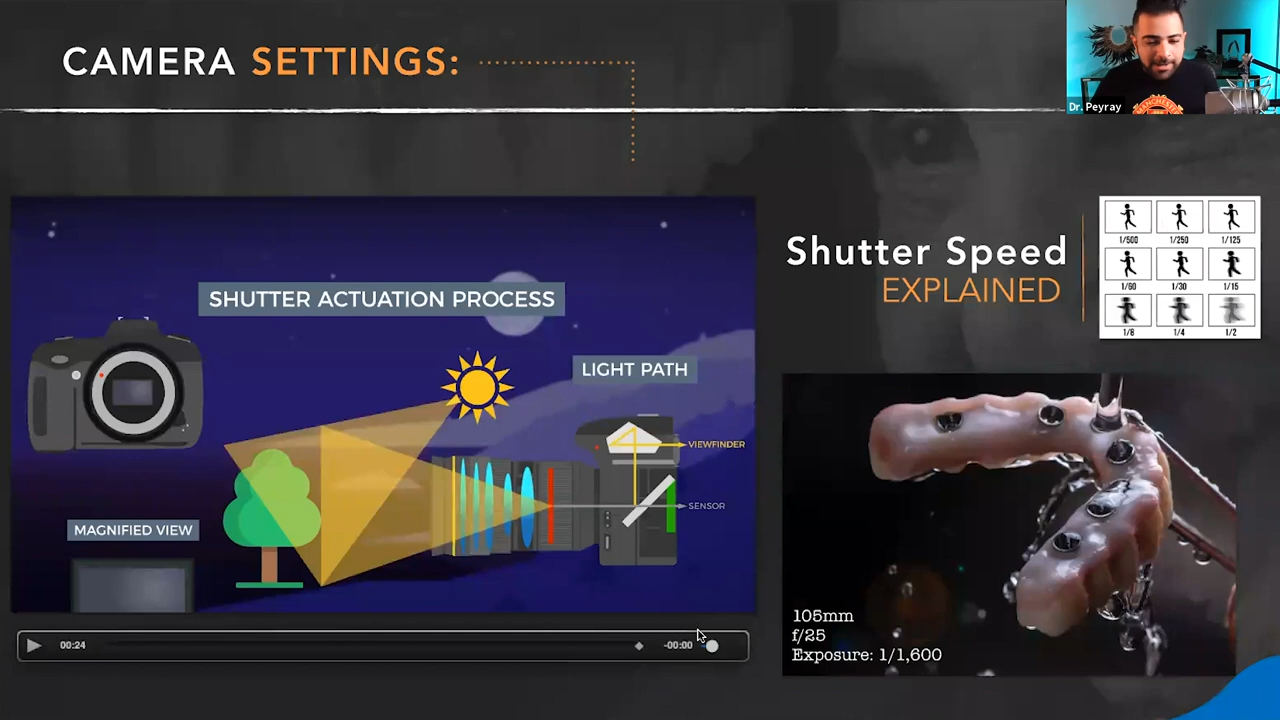 CAMERA SETTINGS:
Dr. Peyray
MANCHESTER
SHUTTER ACTUATION PROCESS
LIGHT PATH
VIEWFINDER
SENSOR
MAGNIFIED VIEW
00:24
-00:00
Shutter Speed
EXPLAINED
1/500 1/250 1/125
1/60 1/30 1/15
1/8 1/4 1/2
105mm
f/25
Exposure: 1/1,600